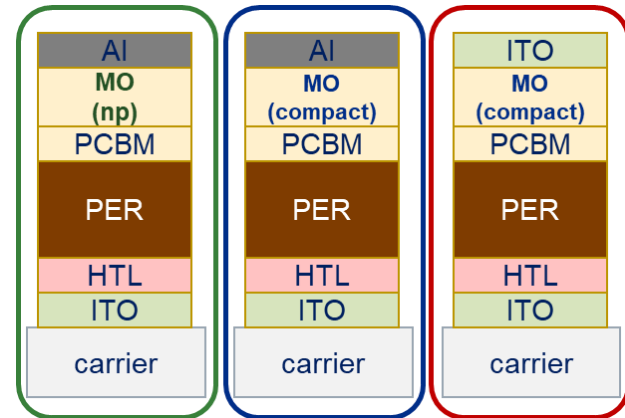 Al
MO
(np)
PCBM
PER
HTL
ITO
carrier
Al
MO
(compact)
PCBM
PER
HTL
ITO
carrier
ITO
MO
(compact)
PCBM
PER
HTL
ITO
carrier